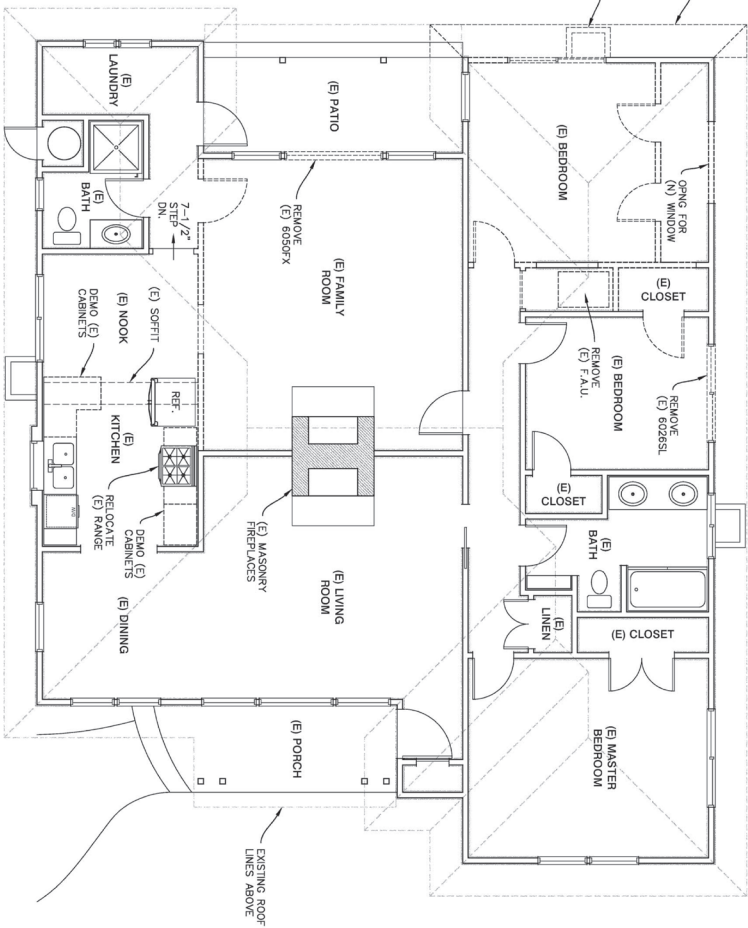 (E)
LAUNDRY
(E) PATIO
(E) BEDROOM
OPNG FOR
(N) WINDOW
(E)
BATH
7-1/2"
STEP
DN.
REMOVE
(E) 6050FX
(E) FAMILY
ROOM
(E)
CLOSET
REMOVE
(E) F.A.U.
(E) BEDROOM
REMOVE
(E) 6026SL
(E) NOOK
(E) SOFFIT
DEMO (E)
CABINETS
REF.
(E)
KITCHEN
RELOCATE
(E) RANGE
DEMO (E)
CABINETS
(E) MASONRY
FIREPLACES
(E)
CLOSET
(E)
BATH
(E) DINING
(E) LIVING
ROOM
(E)
LINEN
(E) CLOSET
(E) PORCH
(E) MASTER
BEDROOM
EXISTING ROOF
LINES ABOVE